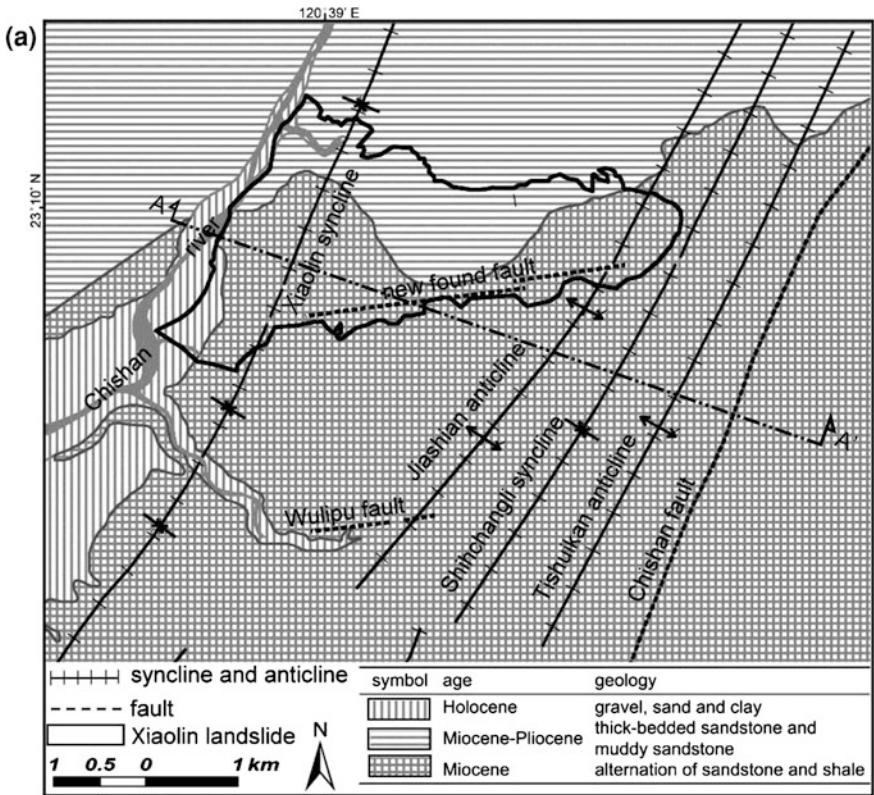 120°39′ E
(a)
23°10′ N
A
river
Xiaolin syncline
new found fault
Chishan
Jiashian anticline
A'
Shihchangli syncline
Tishuikan anticline
Chishan fault
Wulipu fault
syncline and anticline
fault
Xiaolin landslide
1 0.5 0 1 km
N
symbol age geology
Holocene gravel, sand and clay
Miocene-Pliocene thick-bedded sandstone and
muddy sandstone
Miocene alternation of sandstone and shale